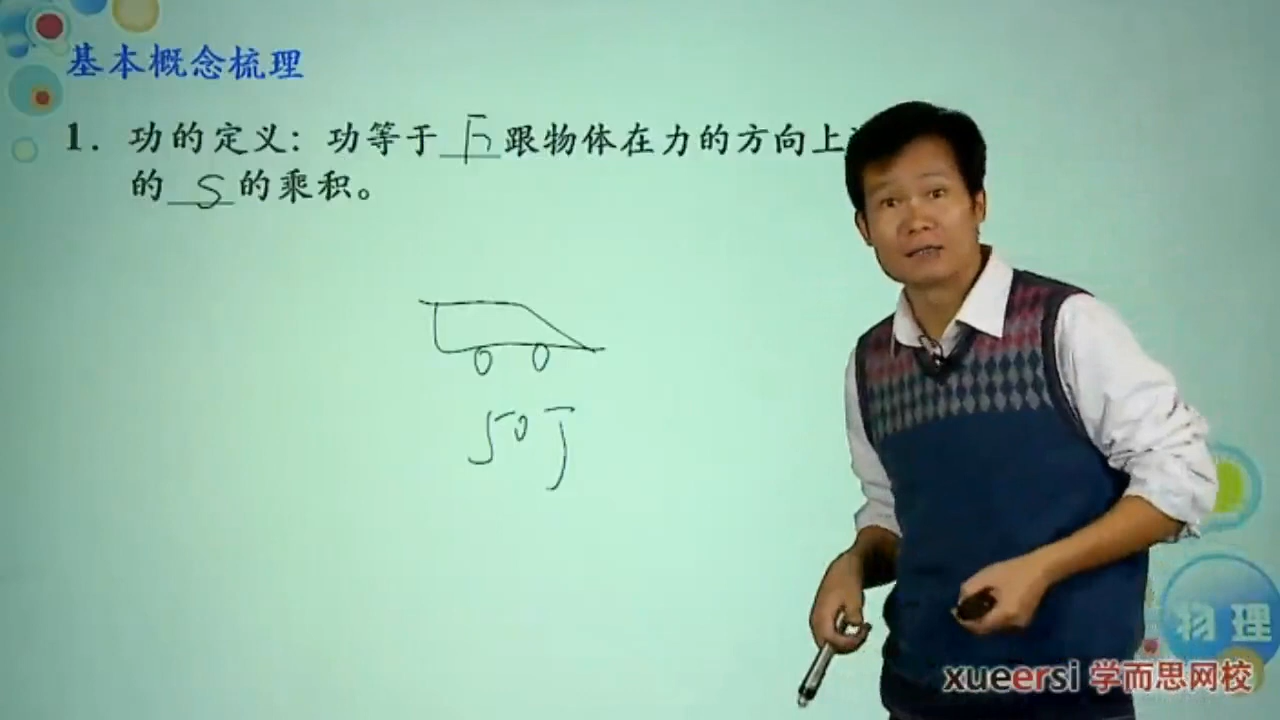 基本概念梳理
1. 功的定义：功等于 F 跟物体在力的方向上
的 S 的乘积。
50J
物理
xueersi 学而思网校